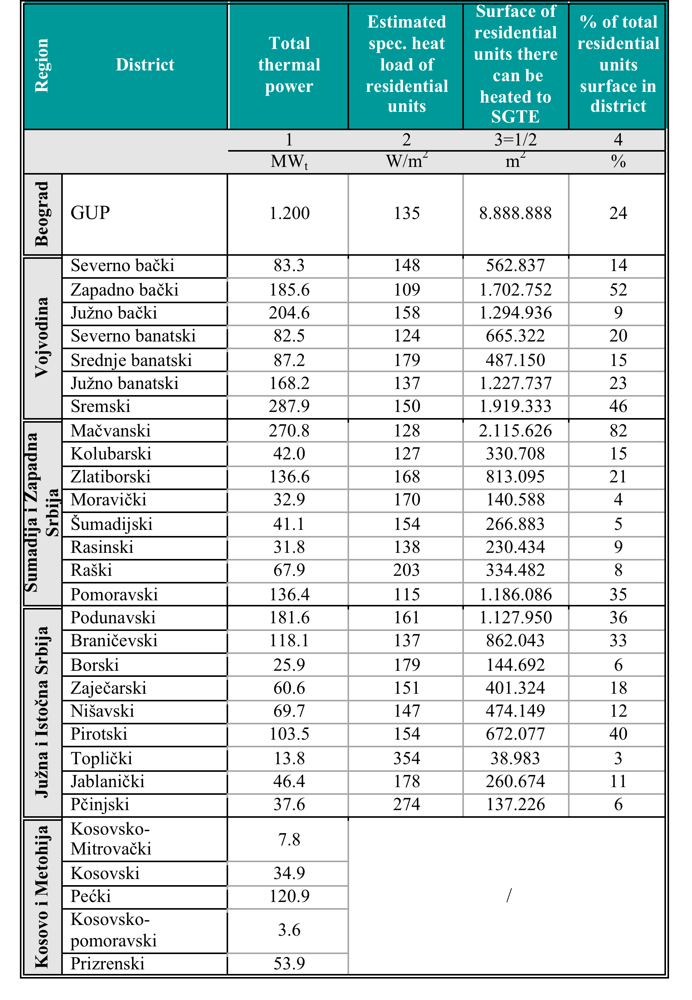 Region
District
Total
thermal
power
Estimated
spec. heat
load of
residential
units
Surface of
residential
units there
can be
heated to
SGTE
% of total
residential
units
surface in
district
1 2 3=1/2 4
MWt W/m2 m2 %
Beograd
GUP 1.200 135 8.888.888 24
Vojvodina
Severno bački 83.3 148 562.837 14
Zapadno bački 185.6 109 1.702.752 52
Južno bački 204.6 158 1.294.936 9
Severno banatski 82.5 124 665.322 20
Srednje banatski 87.2 179 487.150 15
Južno banatski 168.2 137 1.227.737 23
Sremski 287.9 150 1.919.333 46
Sumadija i Zapadna
Srbija
Mačvanski 270.8 128 2.115.626 82
Kolubarski 42.0 127 330.708 15
Zlatiborski 136.6 168 813.095 21
Moravički 32.9 170 140.588 4
Šumadijski 41.1 154 266.883 5
Rasinski 31.8 138 230.434 9
Raški 67.9 203 334.482 8
Pomoravski 136.4 115 1.186.086 35
Južna i Istočna Srbija
Podunavski 181.6 161 1.127.950 36
Braničevski 118.1 137 862.043 33
Borski 25.9 179 144.692 6
Zaječarski 60.6 151 401.324 18
Nišavski 69.7 147 474.149 12
Pirotski 103.5 154 672.077 40
Toplički 13.8 354 38.983 3
Jablanički 46.4 178 260.674 11
Pčinjski 37.6 274 137.226 6
Kosovo i Metohija
Kosovsko-
Mitrovački 7.8
Kosovski 34.9
Pećki 120.9 /
Kosovsko-
pomoravski 3.6
Prizrenski 53.9